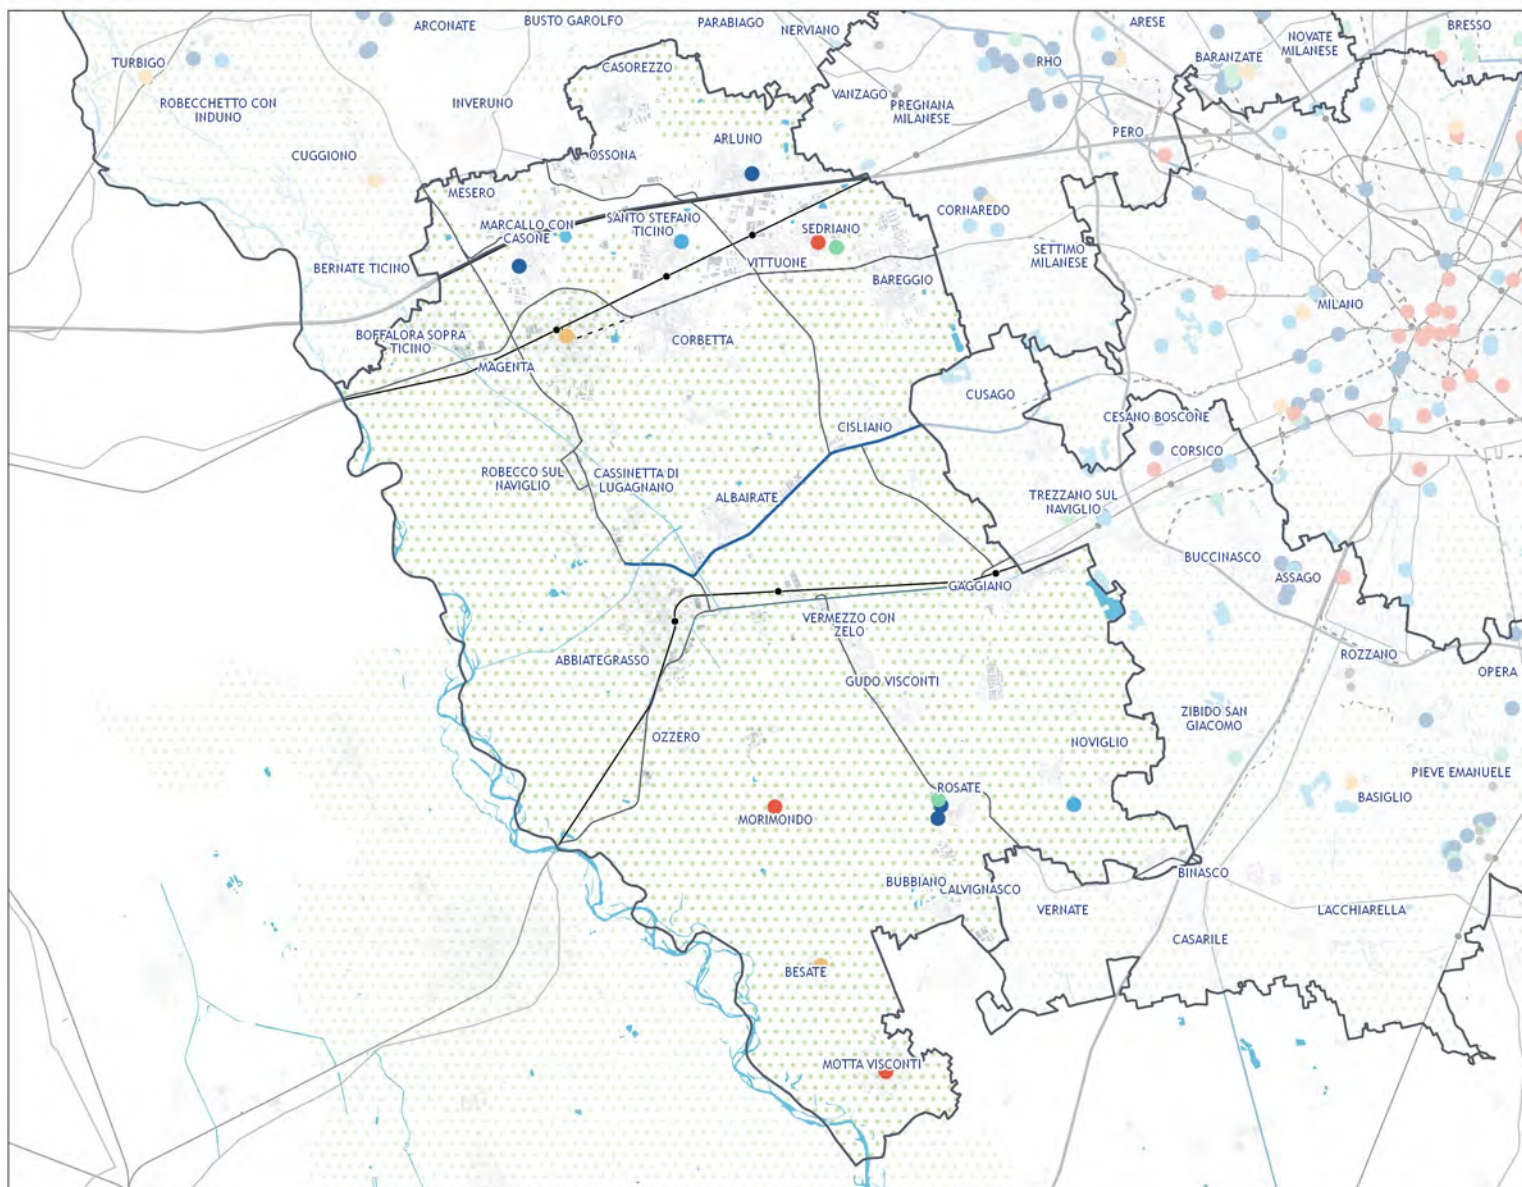 ARCONATE
BUSTO GAROLFO
PARABIAGO
NERVIANO
ARESE
NOVATE
MILANESE
BRESSO
TURBIGO
CASOREZZO
RHO
BARANZATE
ROBECCHETTO CON
INDUNO
INVERUNO
VANZAGO
PREGNANA
MILANESE
PERO
CUGGIONO
OSSONA
ARLUNO
MESERO
MARCALLO CON
CASONE
SANTO STEFANO
TICINO
SEDRIANO
CORNAREDO
SETTIMO
MILANESE
BERNATE TICINO
VITTUONE
BAREGGIO
MILANO
BOFFALORA SOPRA
TICINO
CORBETTA
MAGENTA
CUSAGO
CESANO BOSCONE
CISLIANO
CORSICO
ROBECCO SUL
NAVIGLIO
CASSINETTA DI
LUGAGNANO
ALBAIRATE
TREZZANO SUL
NAVIGLIO
BUCCINASCO
ASSAGO
GAGGIANO
VERMEZZO CON
ZELO
ROZZANO
ABBIATEGRASSO
OPERA
GUDO VISCONTI
ZIBIDO SAN
GIACOMO
OZZERO
NOVIGLIO
PIEVE EMANUELE
ROSATE
BASIGLIO
MORIMONDO
BINASCO
BUBBIANO
CALVIGNASCO
VERNATE
LACCHIARELLA
CASARILE
BESATE
MOTTA VISCONTI